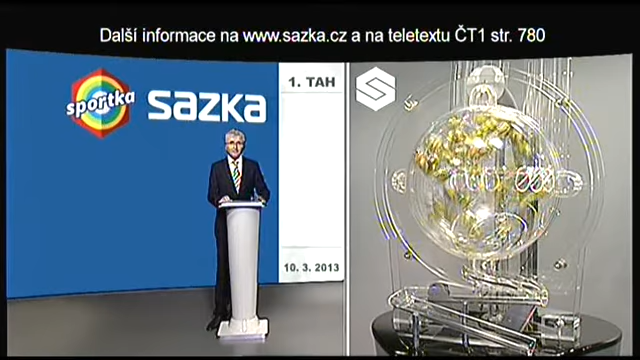 Další informace na www.sazka.cz a na teletextu ČT1 str. 780
sportka
sazka
1. TAH
10. 3. 2013